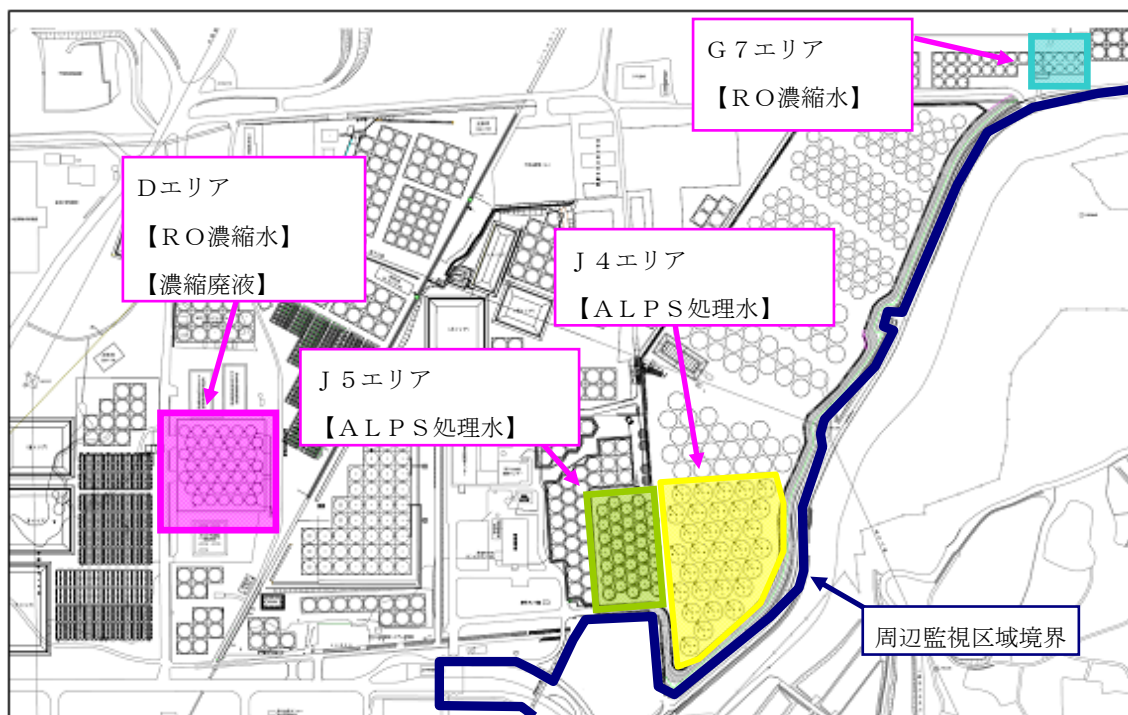 G7エリア
【RO濃縮水】
Dエリア
【RO濃縮水】
【濃縮廃液】
J4エリア
【ALPS処理水】
J5エリア
【ALPS処理水】
周辺監視区域境界